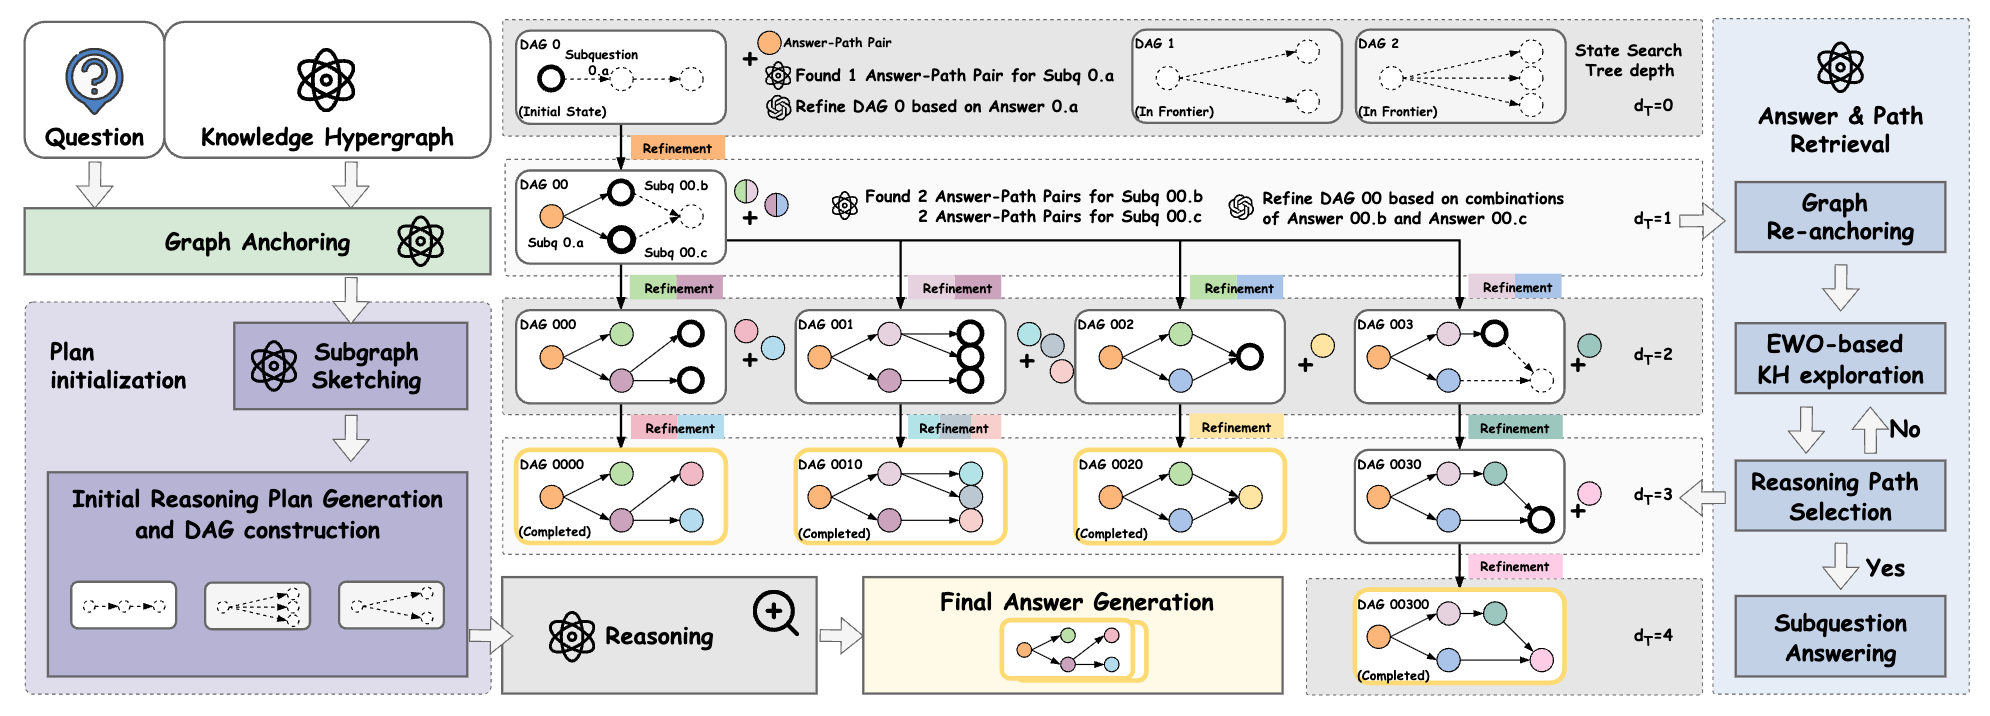 Question
Knowledge Hypergraph
Graph Anchoring
Plan
initialization
Subgraph
Sketching
Initial Reasoning Plan Generation
and DAG construction
DAG 0
Subquestion
0.a
(Initial State)
+
Answer-Path Pair
Found 1 Answer-Path Pair for Subq 0.a
Refine DAG 0 based on Answer 0.a
DAG 1
(In Frontier)
DAG 2
(In Frontier)
State Search
Tree depth
dT=0
Refinement
DAG 00
Subq 00.b
Subq 0.a
Subq 00.c
+
Found 2 Answer-Path Pairs for Subq 00.b
2 Answer-Path Pairs for Subq 00.c
Refine DAG 00 based on combinations
of Answer 00.b and Answer 00.c
dT=1
Refinement
Refinement
Refinement
Refinement
DAG 000
+
DAG 001
+
DAG 002
+
DAG 003
+
dT=2
Refinement
Refinement
Refinement
Refinement
DAG 0000
(Completed)
DAG 0010
(Completed)
DAG 0020
(Completed)
DAG 0030
+
dT=3
Refinement
DAG 00300
(Completed)
dT=4
Reasoning
Final Answer Generation
Answer & Path
Retrieval
Graph
Re-anchoring
EWO-based
KH exploration
No
Reasoning Path
Selection
Yes
Subquestion
Answering